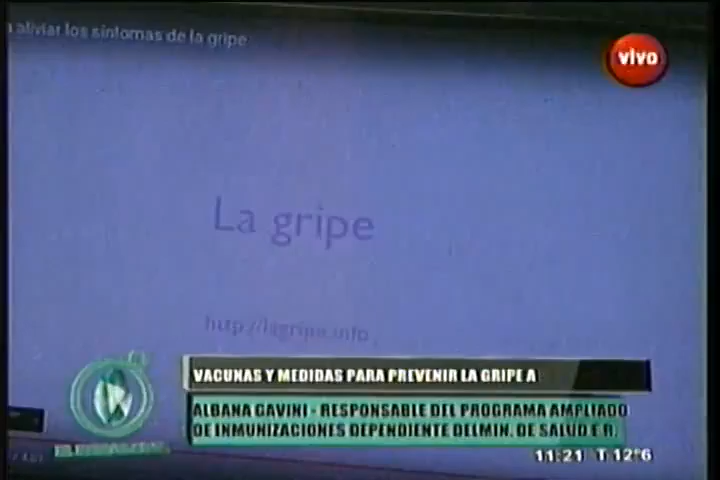 aliviar los síntomas de la gripe
vivo
La gripe
http://lagripe.info
VACUNAS Y MEDIDAS PARA PREVENIR LA GRIPE A
ALBANA GAVINI - RESPONSABLE DEL PROGRAMA AMPLIADO
DE INMUNIZACIONES DEPENDIENTE DELMIN. DE SALUD E.R.
11:21 T 12°6